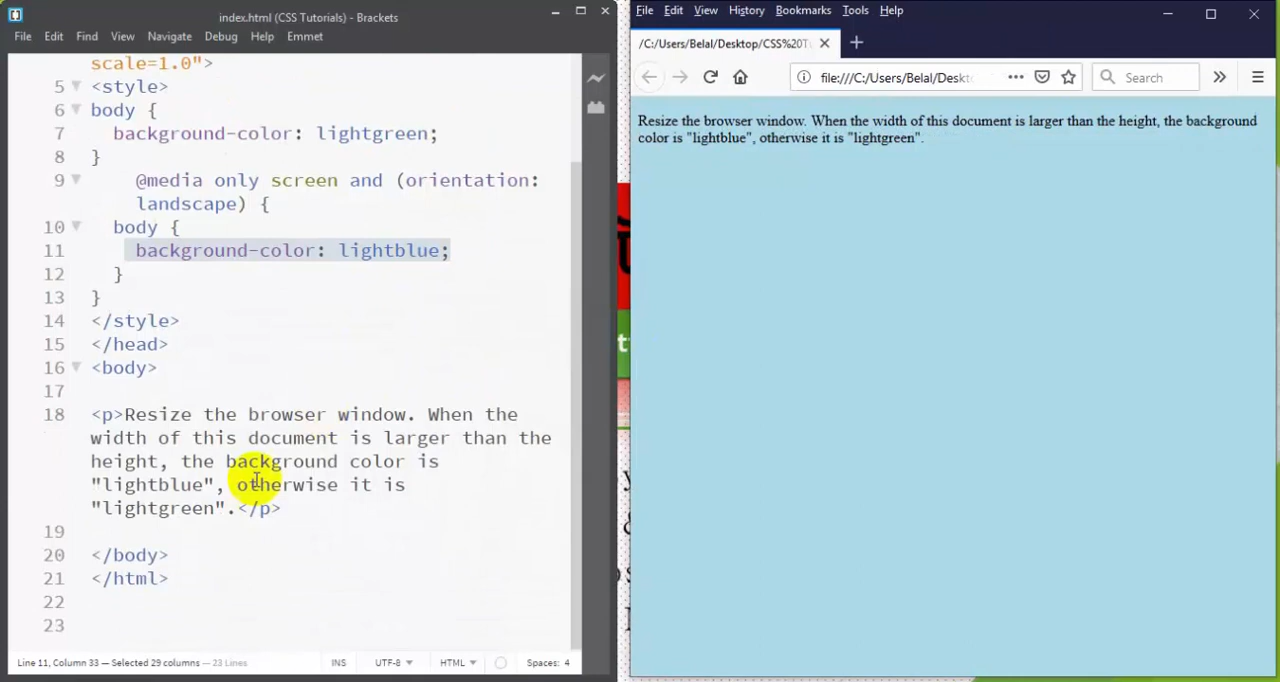 index.html (CSS Tutorials) - Brackets
File Edit Find View Navigate Debug Help Emmet
scale=1.0">
5 <style>
6 body {
7 background-color: lightgreen;
8 }
9 @media only screen and (orientation:
landscape) {
10 body {
11 background-color: lightblue;
12 }
13 }
14 </style>
15 </head>
16 <body>
17
18 <p>Resize the browser window. When the
width of this document is larger than the
height, the background color is
"lightblue", otherwise it is
"lightgreen".</p>
19
20 </body>
21 </html>
22
23
Line 11, Column 33 — Selected 29 columns — 23 Lines INS UTF-8 HTML Spaces: 4
File Edit View History Bookmarks Tools Help
/C:/Users/Belal/Desktop/CSS%20T
file:///C:/Users/Belal/Deskt Search
Resize the browser window. When the width of this document is larger than the height, the background
color is "lightblue", otherwise it is "lightgreen".